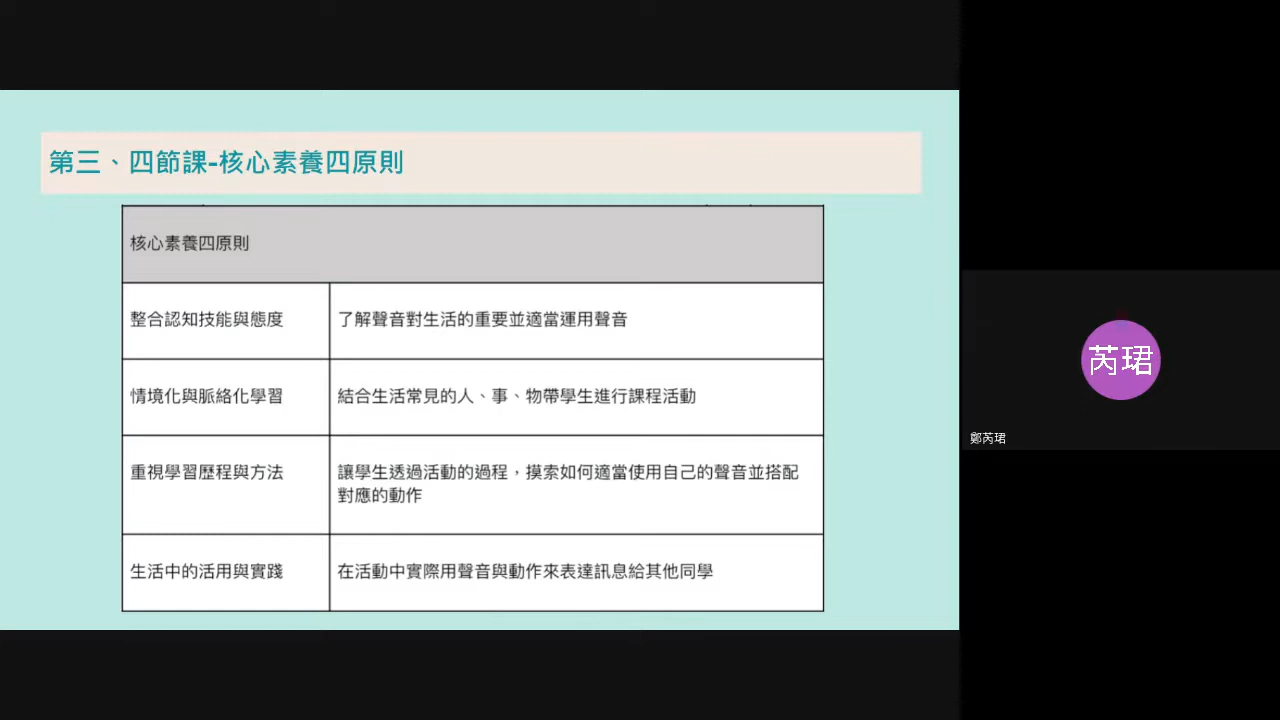 第三、四節課-核心素養四原則
核心素養四原則
整合認知技能與態度
了解聲音對生活的重要並適當運用聲音
情境化與脈絡化學習
結合生活常見的人、事、物帶學生進行課程活動
重視學習歷程與方法
讓學生透過活動的過程，摸索如何適當使用自己的聲音並搭配
對應的動作
生活中的活用與實踐
在活動中實際用聲音與動作來表達訊息給其他同學
芮珺
鄭芮珺